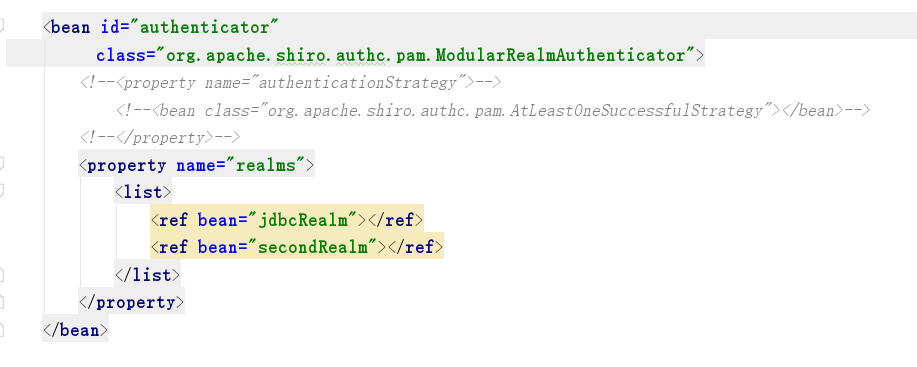 <bean id="authenticator"
class="org.apache.shiro.authc.pam.ModularRealmAuthenticator">
<!--<property name="authenticationStrategy">-->
<!--<bean class="org.apache.shiro.authc.pam.AtLeastOneSuccessfulStrategy"></bean>-->
<!--</property>-->
<property name="realms">
<list>
<ref bean="jdbcRealm"></ref>
<ref bean="secondRealm"></ref>
</list>
</property>
</bean>